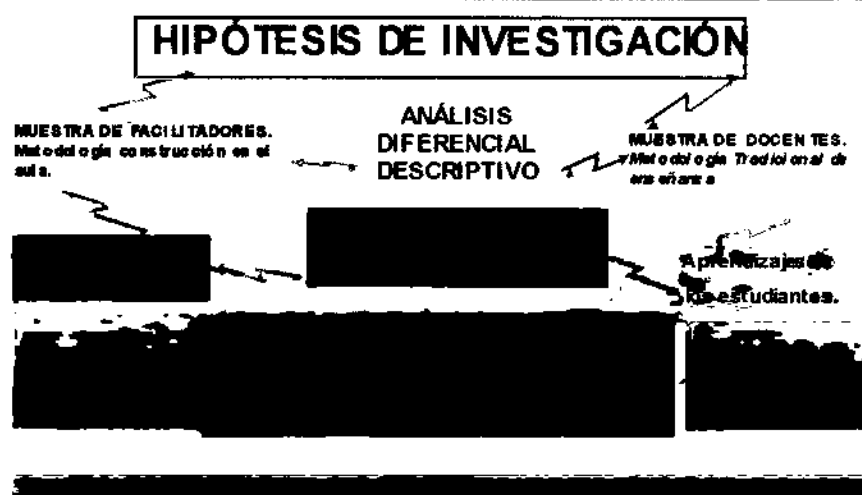 HIPÓTESIS DE INVESTIGACIÓN
MUESTRA DE FACILITADORES.
Metodología construcción en el
aula.
ANÁLISIS
DIFERENCIAL
DESCRIPTIVO
MUESTRA DE DOCENTES.
Metodología Tradicional de
enseñanza
Aprendizajes de
los estudiantes.